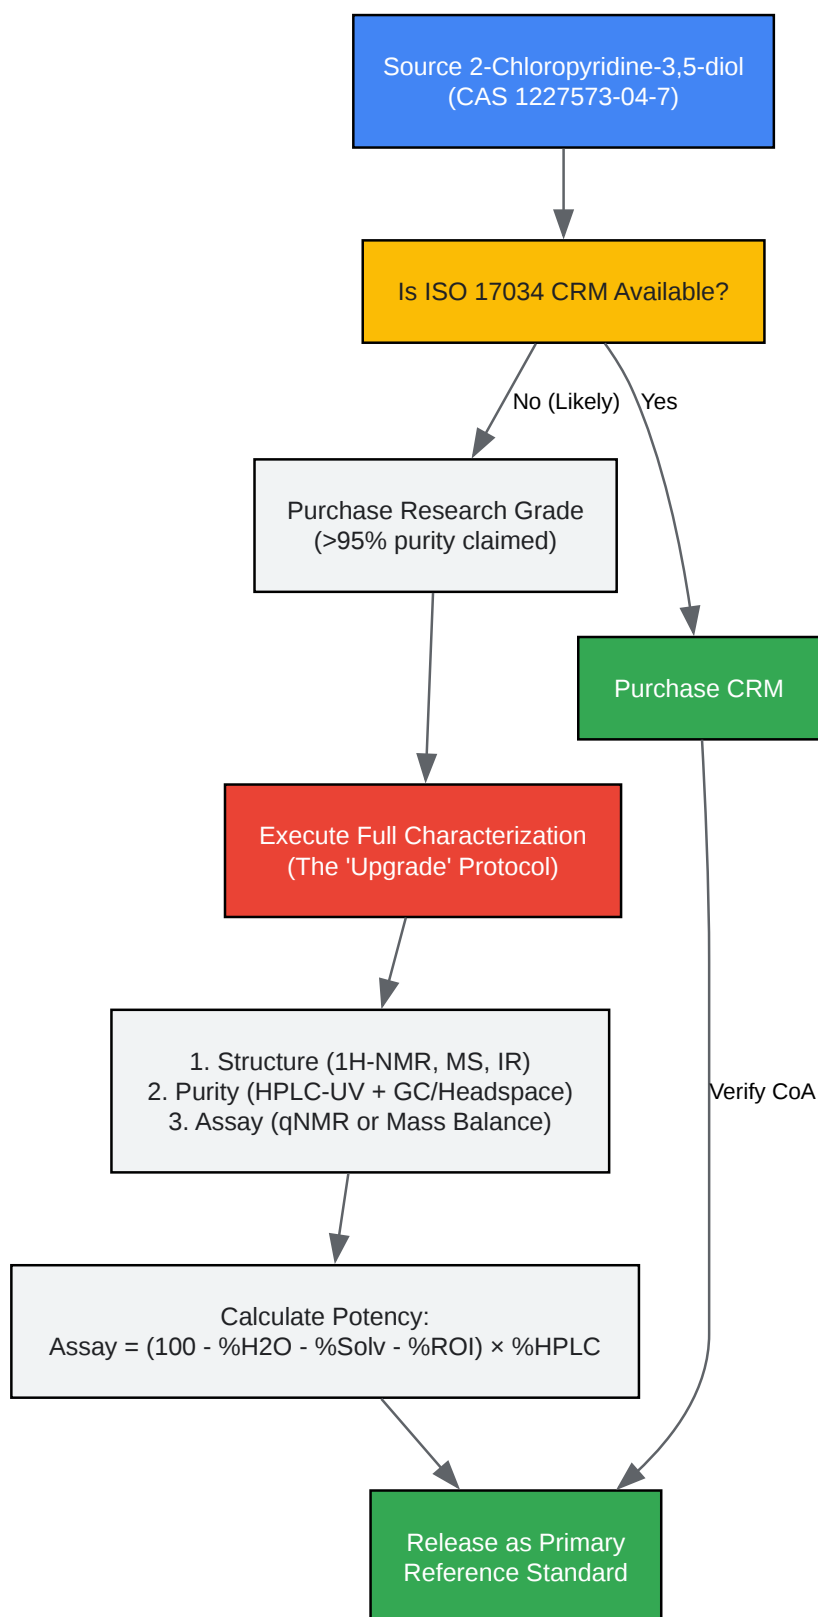 Source 2-Chloropyridine-3,5-diol
(CAS 1227573-04-7)
Is ISO 17034 CRM Available?
No (Likely)
Yes
Purchase Research Grade
(>95% purity claimed)
Purchase CRM
Execute Full Characterization
(The 'Upgrade' Protocol)
1. Structure (1H-NMR, MS, IR)
2. Purity (HPLC-UV + GC/Headspace)
3. Assay (qNMR or Mass Balance)
Verify CoA
Calculate Potency:
Assay = (100 - %H2O - %Solv - %ROI) × %HPLC
Release as Primary
Reference Standard